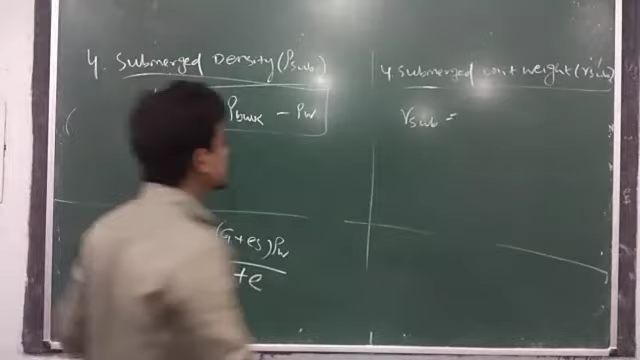 4. Submerged Density (ρsub)
ρbulk - ρw
(G+es)ρw
+e
4. Submerged unit weight (γsub)
γsub =